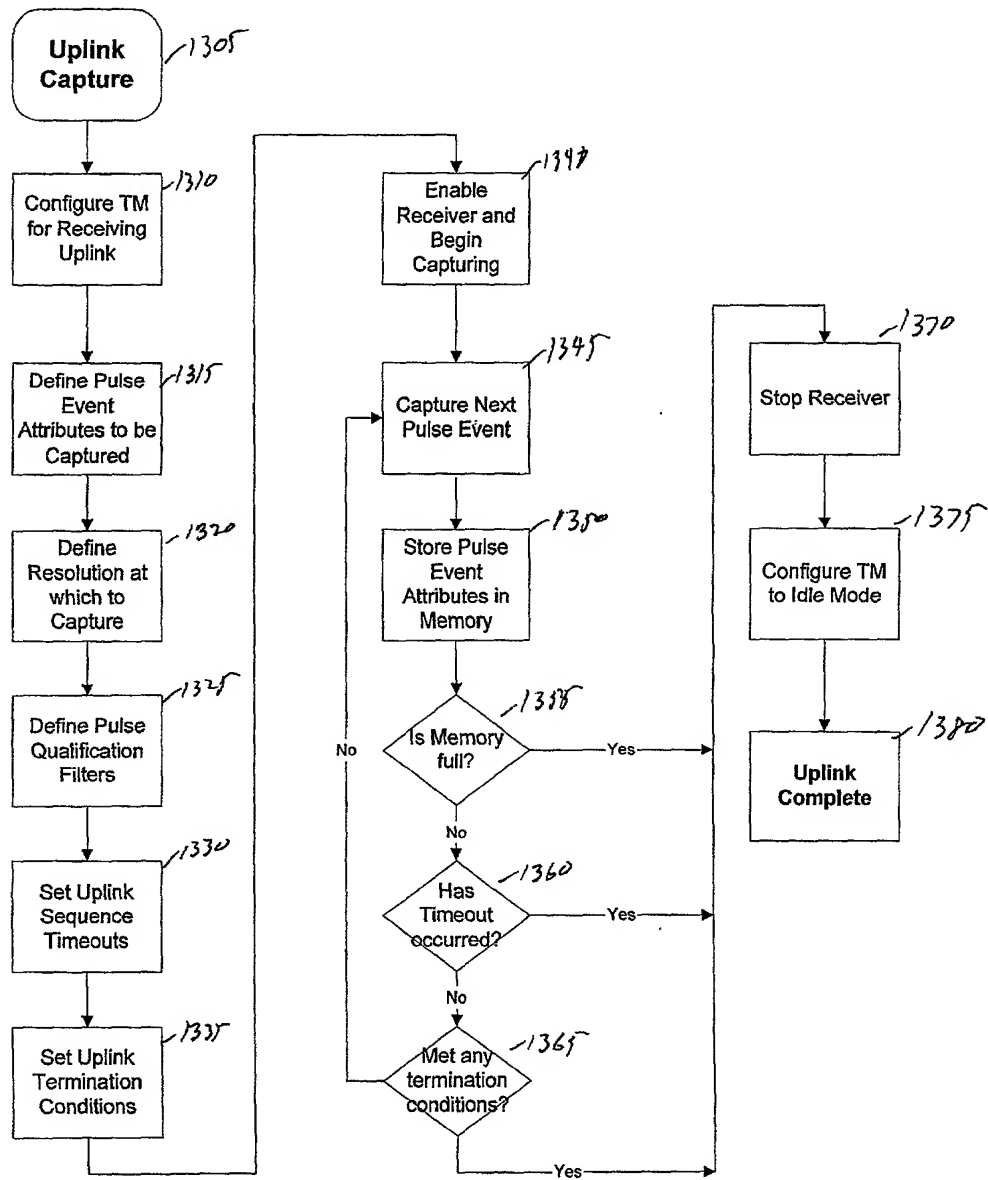 Uplink
Capture
1305
Configure TM
for Receiving
Uplink
1310
Define Pulse
Event
Attributes to be
Captured
1315
Define
Resolution at
which to
Capture
1320
Define Pulse
Qualification
Filters
1325
Set Uplink
Sequence
Timeouts
1330
Set Uplink
Termination
Conditions
1335
Enable
Receiver and
Begin
Capturing
1340
Capture Next
Pulse Event
1345
Store Pulse
Event
Attributes in
Memory
1350
Is Memory
full?
1355
No
Yes
No
Has
Timeout
occurred?
1360
Yes
No
Met any
termination
conditions?
1365
Yes
Stop Receiver
1370
Configure TM
to Idle Mode
1375
Uplink
Complete
1380